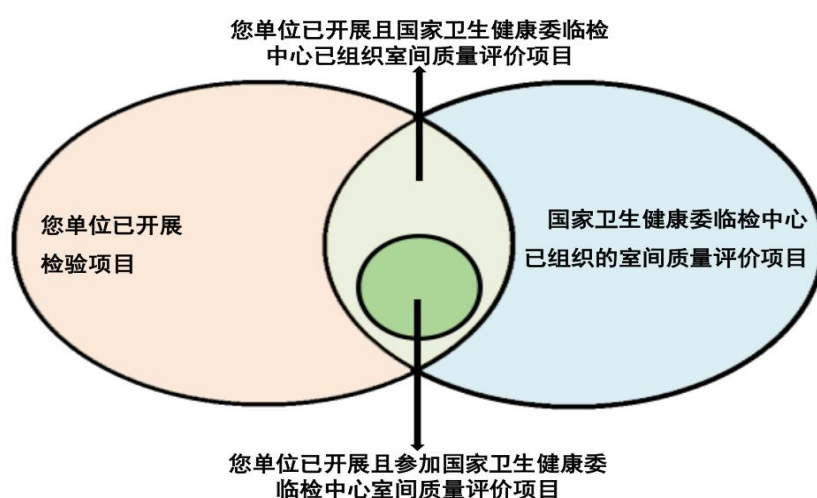 您单位已开展且国家卫生健康委临检
中心已组织室间质量评价项目
您单位已开展
检验项目
国家卫生健康委临检中心
已组织的室间质量评价项目
您单位已开展且参加国家卫生健康委
临检中心室间质量评价项目